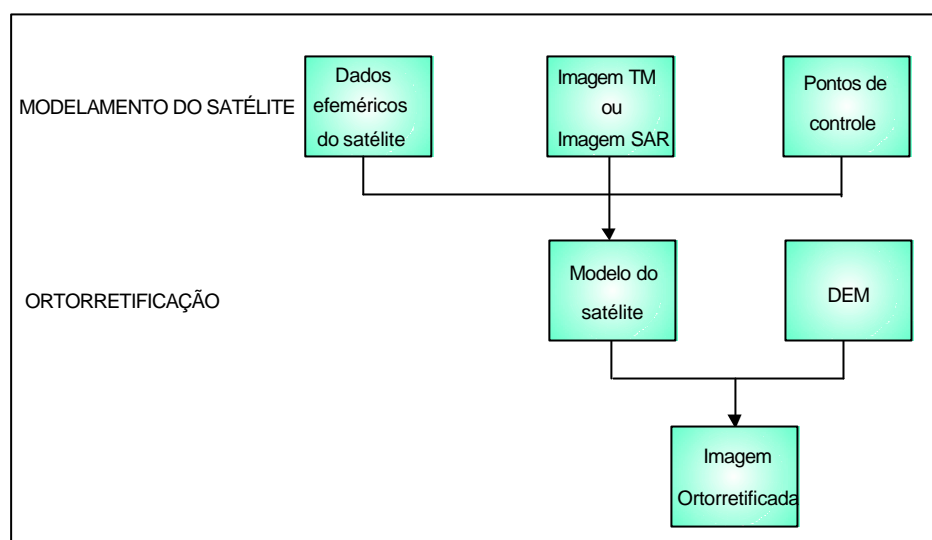 MODELAMENTO DO SATÉLITE
Dados
efeméricos
do satélite
Imagem TM
ou
Imagem SAR
Pontos de
controle
ORTORRETIFICAÇÃO
Modelo do
satélite
DEM
Imagem
Ortorretificada